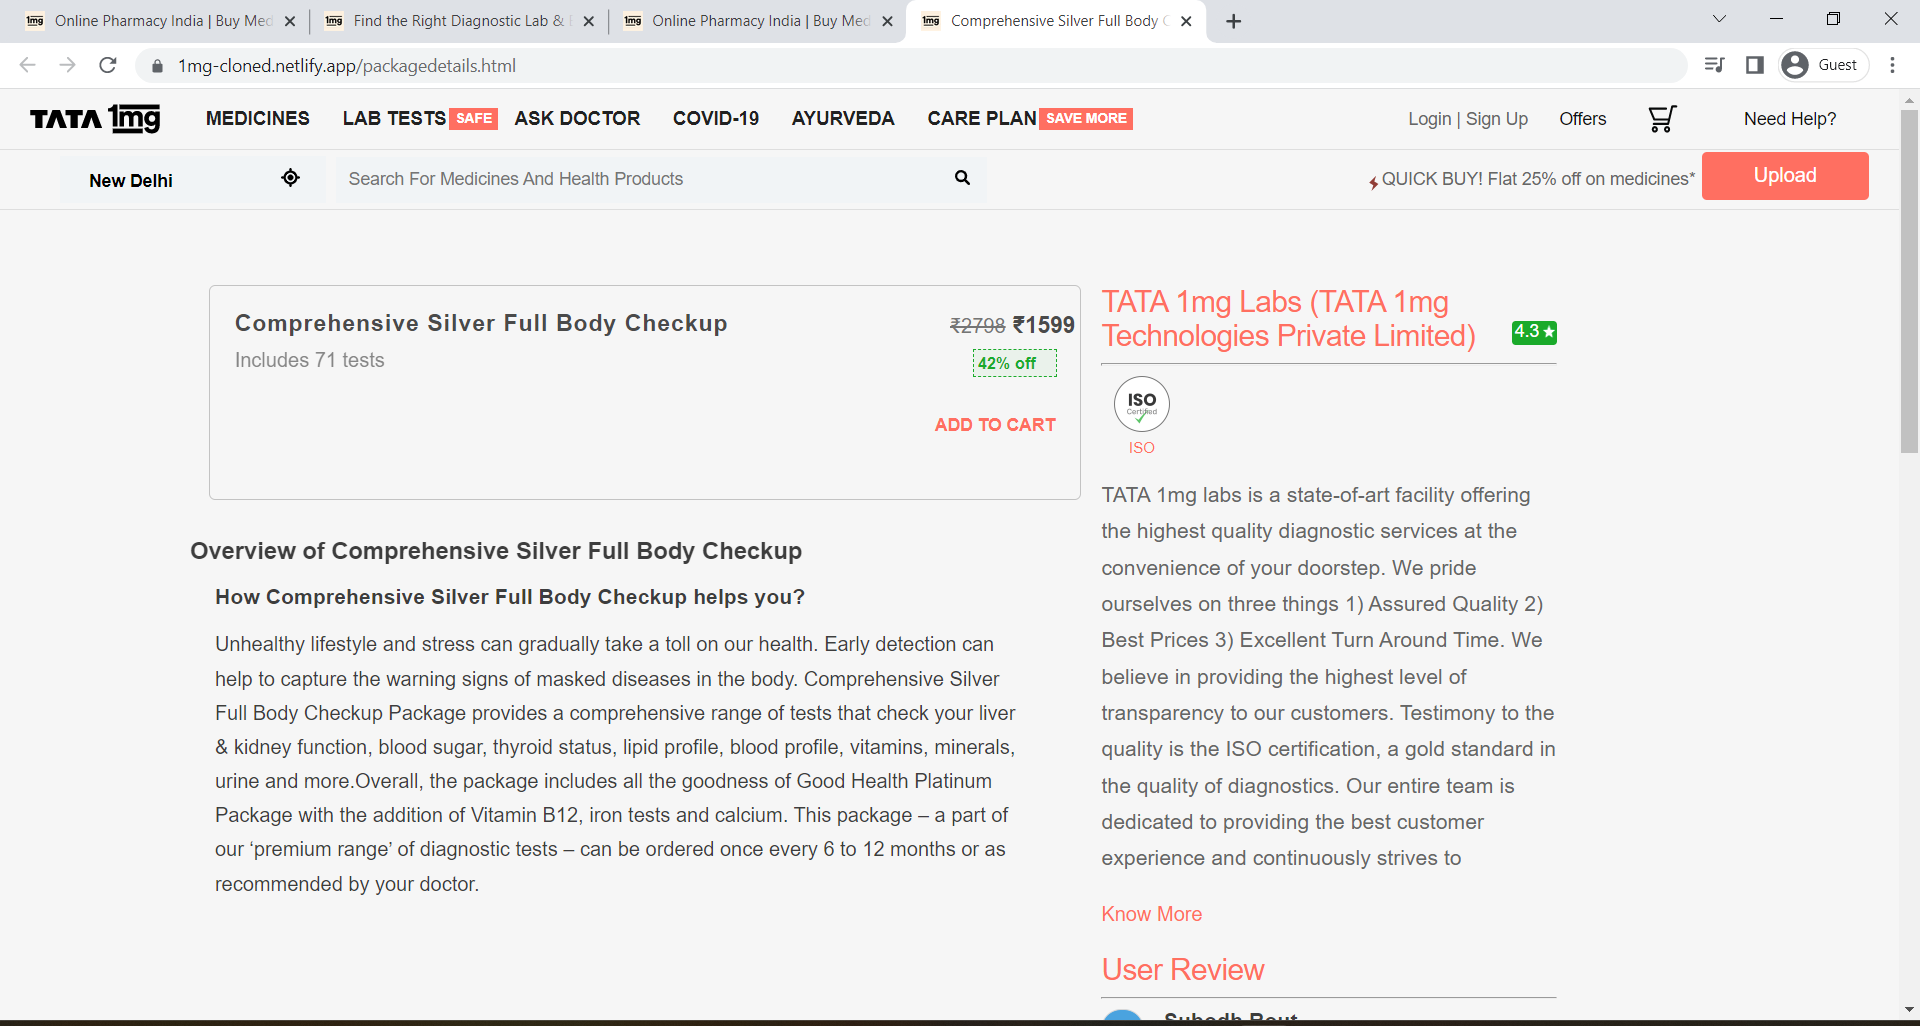 Online Pharmacy India | Buy Med
Find the Right Diagnostic Lab &
Online Pharmacy India | Buy Med
Comprehensive Silver Full Body C
1mg-cloned.netlify.app/packagedetails.html
Guest
TATA 1mg
MEDICINES
LAB TESTS SAFE
ASK DOCTOR
COVID-19
AYURVEDA
CARE PLAN SAVE MORE
Login | Sign Up
Offers
Need Help?
New Delhi
Search For Medicines And Health Products
QUICK BUY! Flat 25% off on medicines*
Upload
Comprehensive Silver Full Body Checkup
₹2798 ₹1599
Includes 71 tests
42% off
ADD TO CART
Overview of Comprehensive Silver Full Body Checkup
How Comprehensive Silver Full Body Checkup helps you?
Unhealthy lifestyle and stress can gradually take a toll on our health. Early detection can
help to capture the warning signs of masked diseases in the body. Comprehensive Silver
Full Body Checkup Package provides a comprehensive range of tests that check your liver
& kidney function, blood sugar, thyroid status, lipid profile, blood profile, vitamins, minerals,
urine and more.Overall, the package includes all the goodness of Good Health Platinum
Package with the addition of Vitamin B12, iron tests and calcium. This package – a part of
our ‘premium range’ of diagnostic tests – can be ordered once every 6 to 12 months or as
recommended by your doctor.
TATA 1mg Labs (TATA 1mg
Technologies Private Limited)
4.3★
ISO
Certified
ISO
TATA 1mg labs is a state-of-art facility offering
the highest quality diagnostic services at the
convenience of your doorstep. We pride
ourselves on three things 1) Assured Quality 2)
Best Prices 3) Excellent Turn Around Time. We
believe in providing the highest level of
transparency to our customers. Testimony to the
quality is the ISO certification, a gold standard in
the quality of diagnostics. Our entire team is
dedicated to providing the best customer
experience and continuously strives to
Know More
User Review
Subodh Rout